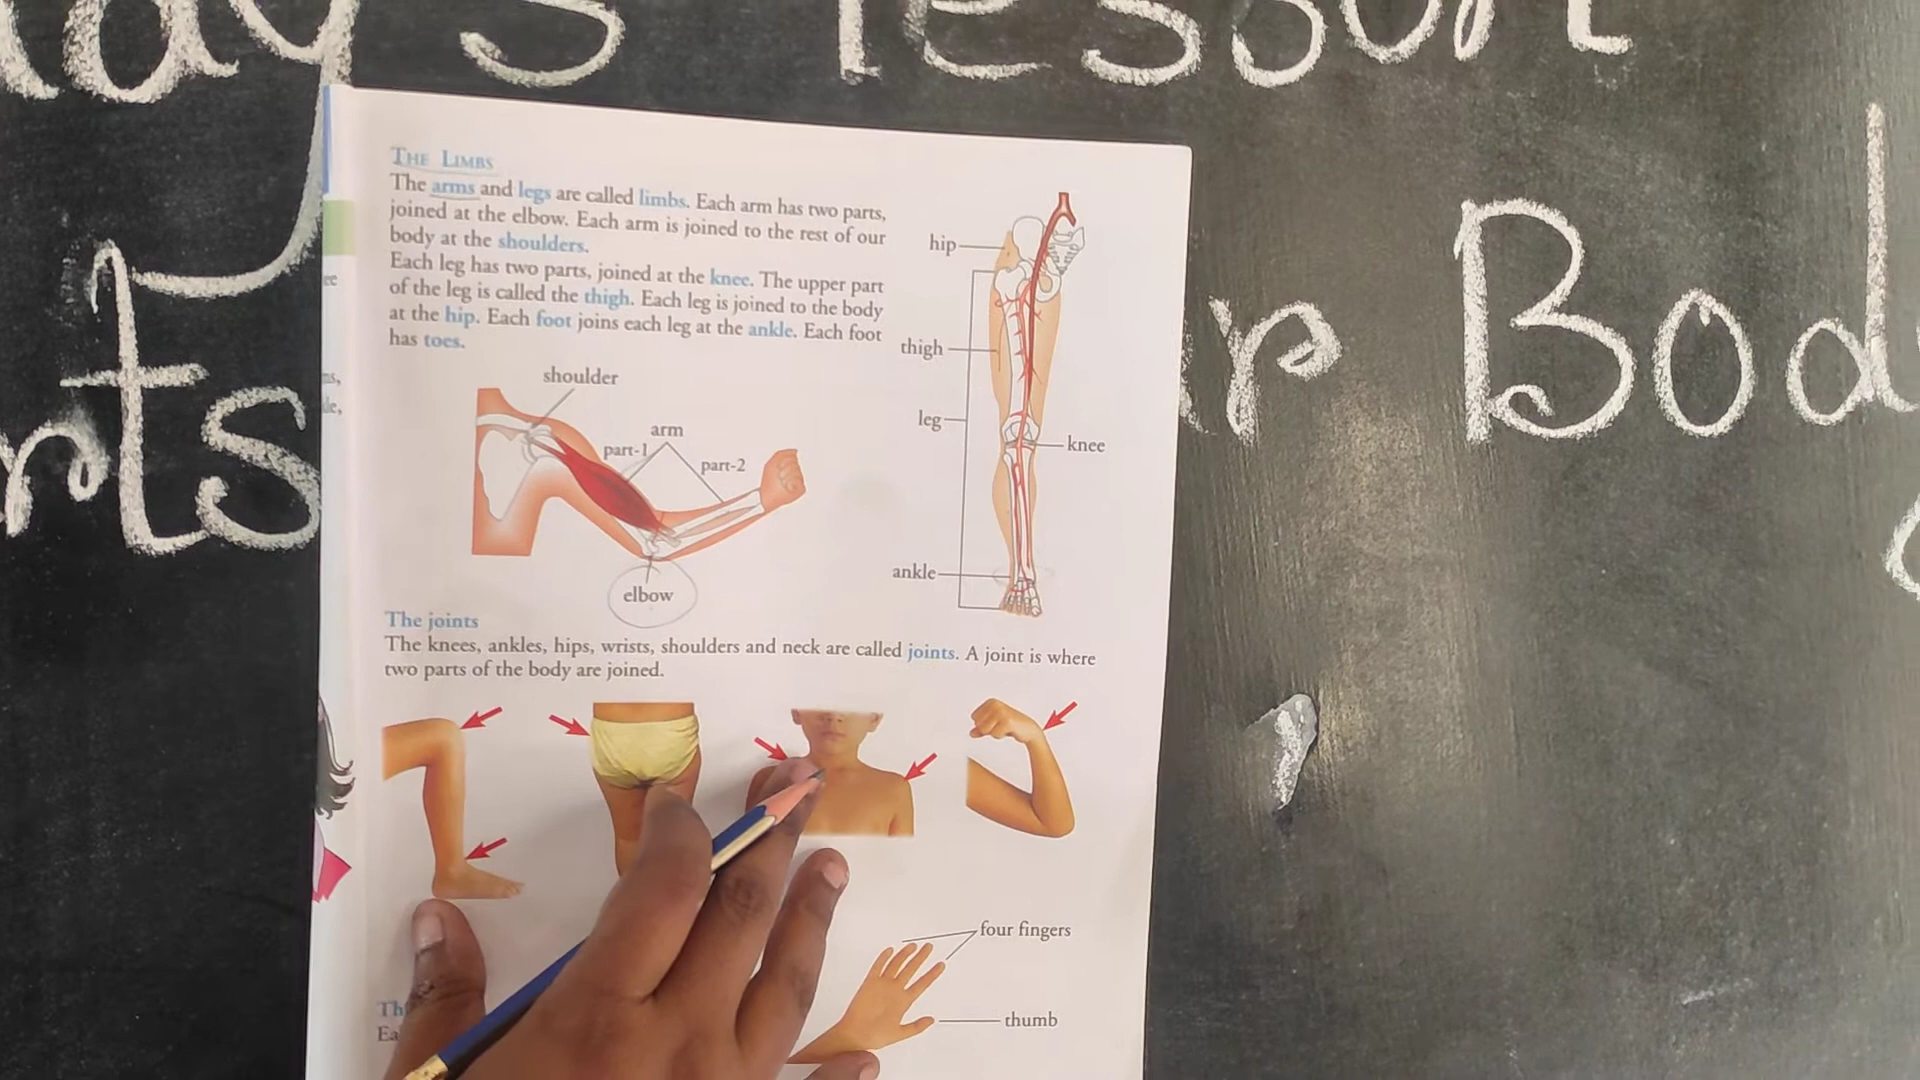 lesson
Body
THE LIMBS
The arms and legs are called limbs. Each arm has two parts,
joined at the elbow. Each arm is joined to the rest of our
body at the shoulders.
Each leg has two parts, joined at the knee. The upper part
of the leg is called the thigh. Each leg is joined to the body
at the hip. Each foot joins each leg at the ankle. Each foot
has toes.
hip
thigh
leg
knee
ankle
shoulder
arm
part-1
part-2
elbow
The joints
The knees, ankles, hips, wrists, shoulders and neck are called joints. A joint is where
two parts of the body are joined.
four fingers
thumb